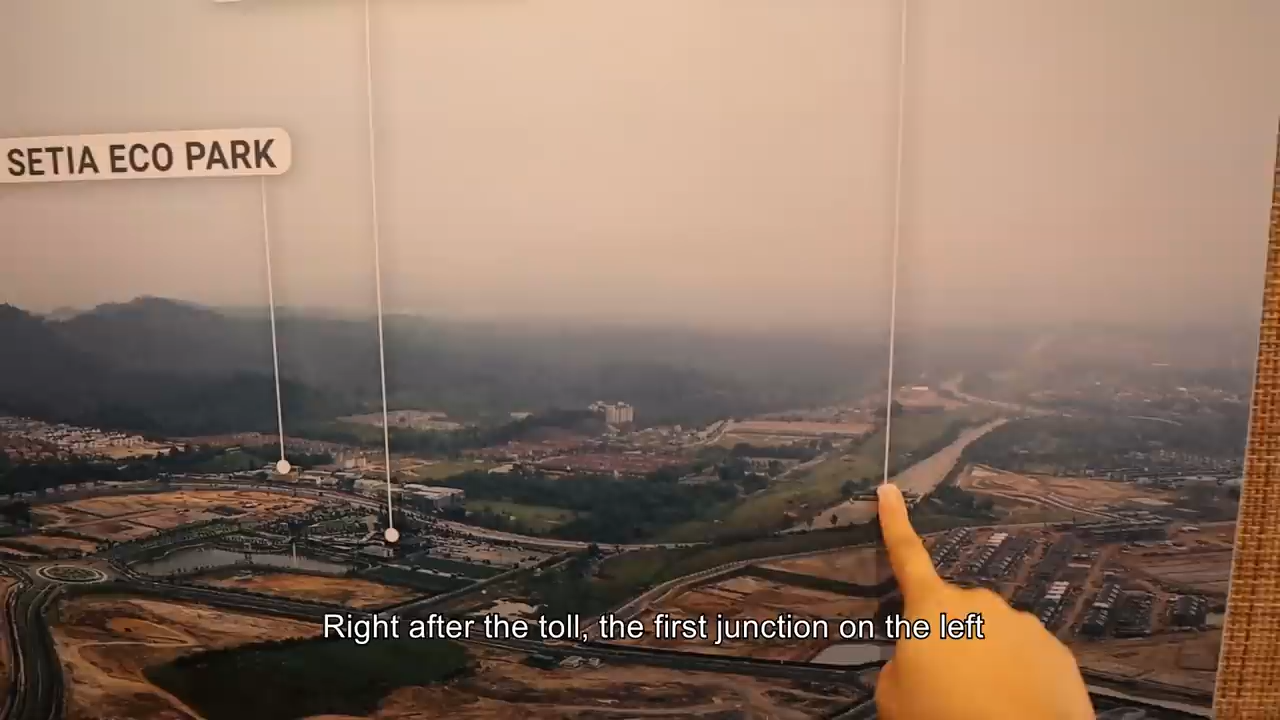 SETIA ECO PARK
Right after the toll, the first junction on the left